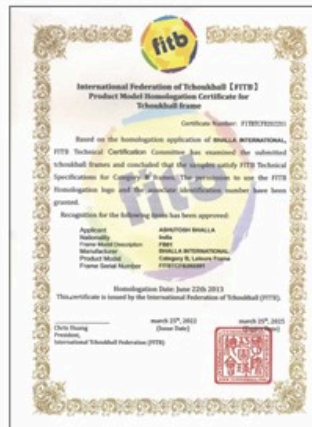 fitb
International Federation of Tchoukball [FITB]
Product Model Homologation Certificate for
Tchoukball frame
Certificate Number:
Based on the homologation application of BHALLA INTERNATIONAL,
FITB Technical Certification Committee has examined the submitted
tchoukball frames and concluded that the samples satisfy FITB Technical
Specifications for Category B frames. The permission to use the FITB
Homologation logo and the associate identification number have been
granted.
Recognition for the following items has been approved:
Applicant ASHUTOSH BHALLA
Nationality India
Frame Model Description FB01
Manufacturer BHALLA INTERNATIONAL
Product Model Category B, Leisure Frame
Frame Serial Number
Homologation Date: June 22th 2013
This certificate is issued by the International Federation of Tchoukball (FITB).
march 25th, 2022 march 25th, 2025
Chris Huang (Issue Date)
President,
International Tchoukball Federation (FITB)